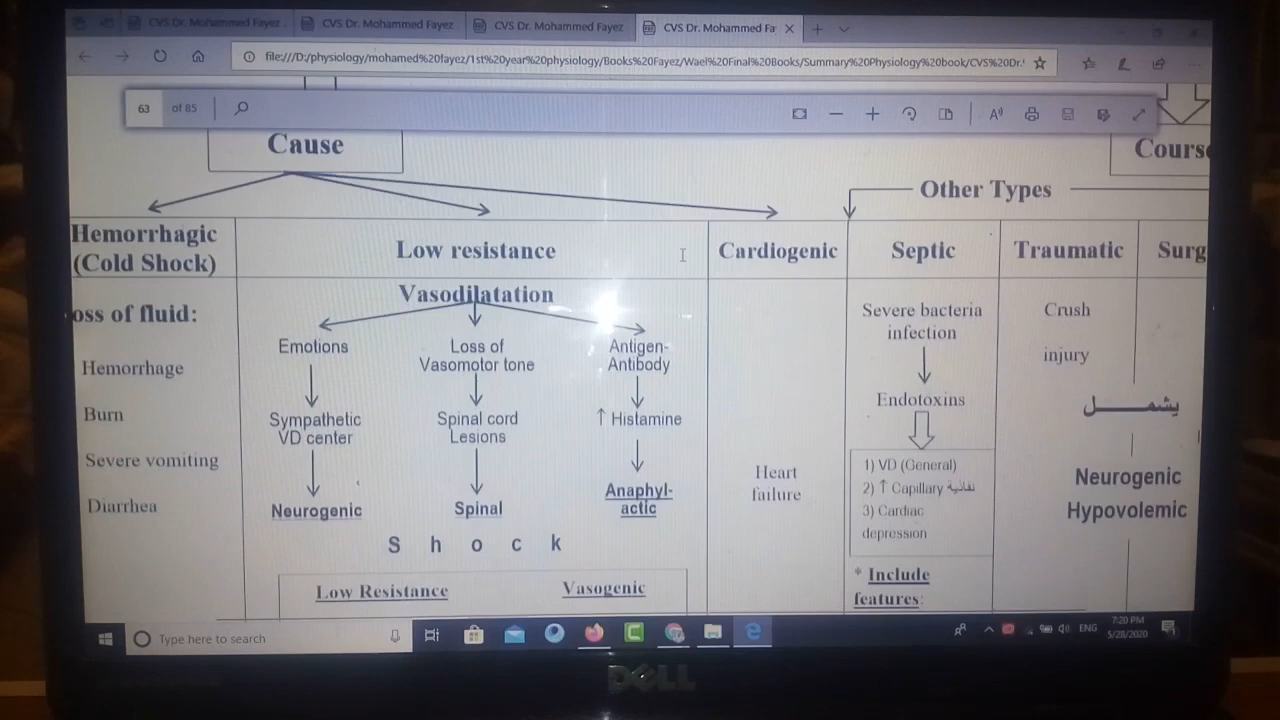 CVS Dr. Mohammed Fayez
CVS Dr. Mohammed Fayez
CVS Dr. Mohammed Fayez
CVS Dr. Mohammed Fa
file:///D:/physiology/mohamed%20fayez/1st%20year%20physiology/Books%20Fayez/Wael%20Final%20Books/Summary%20Physiology%20book/CVS%20Dr.
63 of 85
Cause
Cours
Other Types
Hemorrhagic
(Cold Shock)
Low resistance
Cardiogenic
Septic
Traumatic
Surg
oss of fluid:
Hemorrhage
Burn
Severe vomiting
Diarrhea
Vasodilatation
Emotions
Sympathetic
VD center
Neurogenic
Loss of
Vasomotor tone
Spinal cord
Lesions
Spinal
Antigen-
Antibody
↑ Histamine
Anaphyl-
actic
S h o c k
Low Resistance
Vasogenic
Heart
failure
Severe bacteria
infection
Endotoxins
1) VD (General)
2) ↑ Capillary نفاذية
3) Cardiac
depression
* Include
features:
Crush
injury
يشمـــــــل
Neurogenic
Hypovolemic
Type here to search
ENG
7:20 PM
5/28/2020
DELL